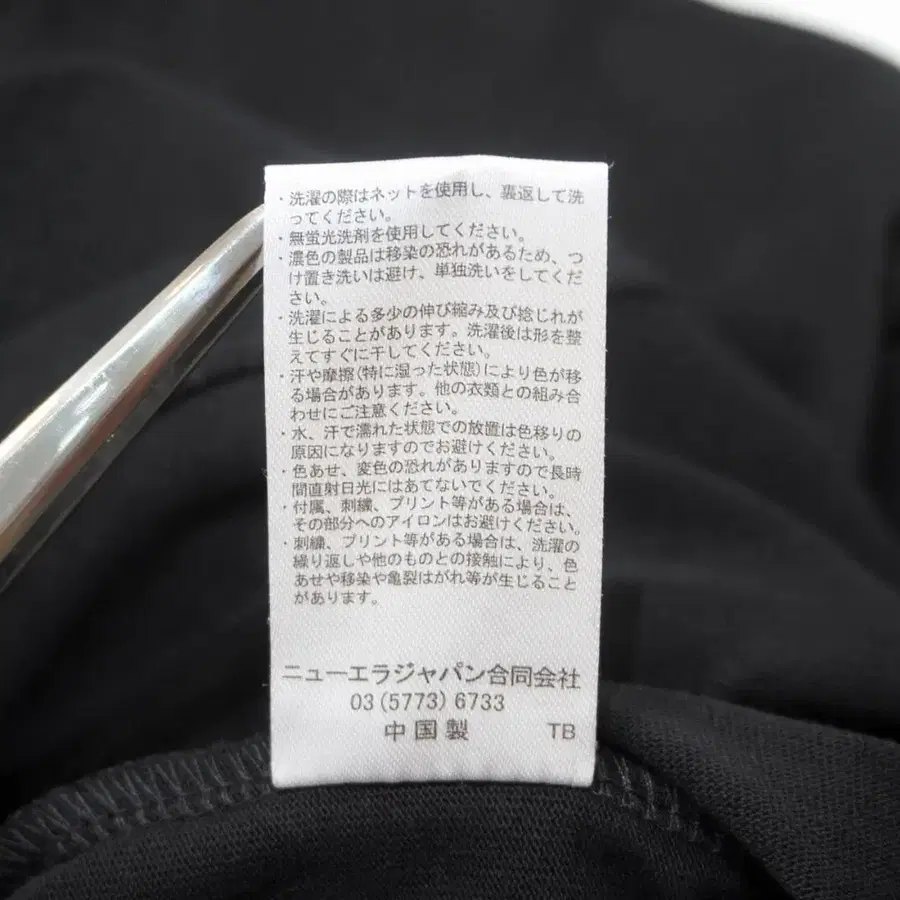 ・洗濯の際はネットを使用し、裏返して洗
ってください。
・無蛍光洗剤を使用してください。
・濃色の製品は移染の恐れがあるため、つ
け置き洗いは避け、単独洗いをしてくだ
さい。
・洗濯による多少の伸び縮み及び捻じれが
生じることがあります。洗濯後は形を整
えてすぐに干してください。
・汗や摩擦(特に湿った状態)により色が移
る場合があります。他の衣類との組み合
わせにご注意ください。
・水、汗で濡れた状態での放置は色移りの
原因になりますのでお避けください。
・色あせ、変色の恐れがありますので長時
間直射日光にはあてないでください。
・付属、刺繍、プリント等がある場合は、
その部分へのアイロンはお避けください。
・刺繍、プリント等がある場合は、洗濯の
繰り返しや他のものとの接触により、色
あせや移染や亀裂はがれ等が生じること
があります。
ニューエラジャパン合同会社
03(5773)6733
中国製 TB